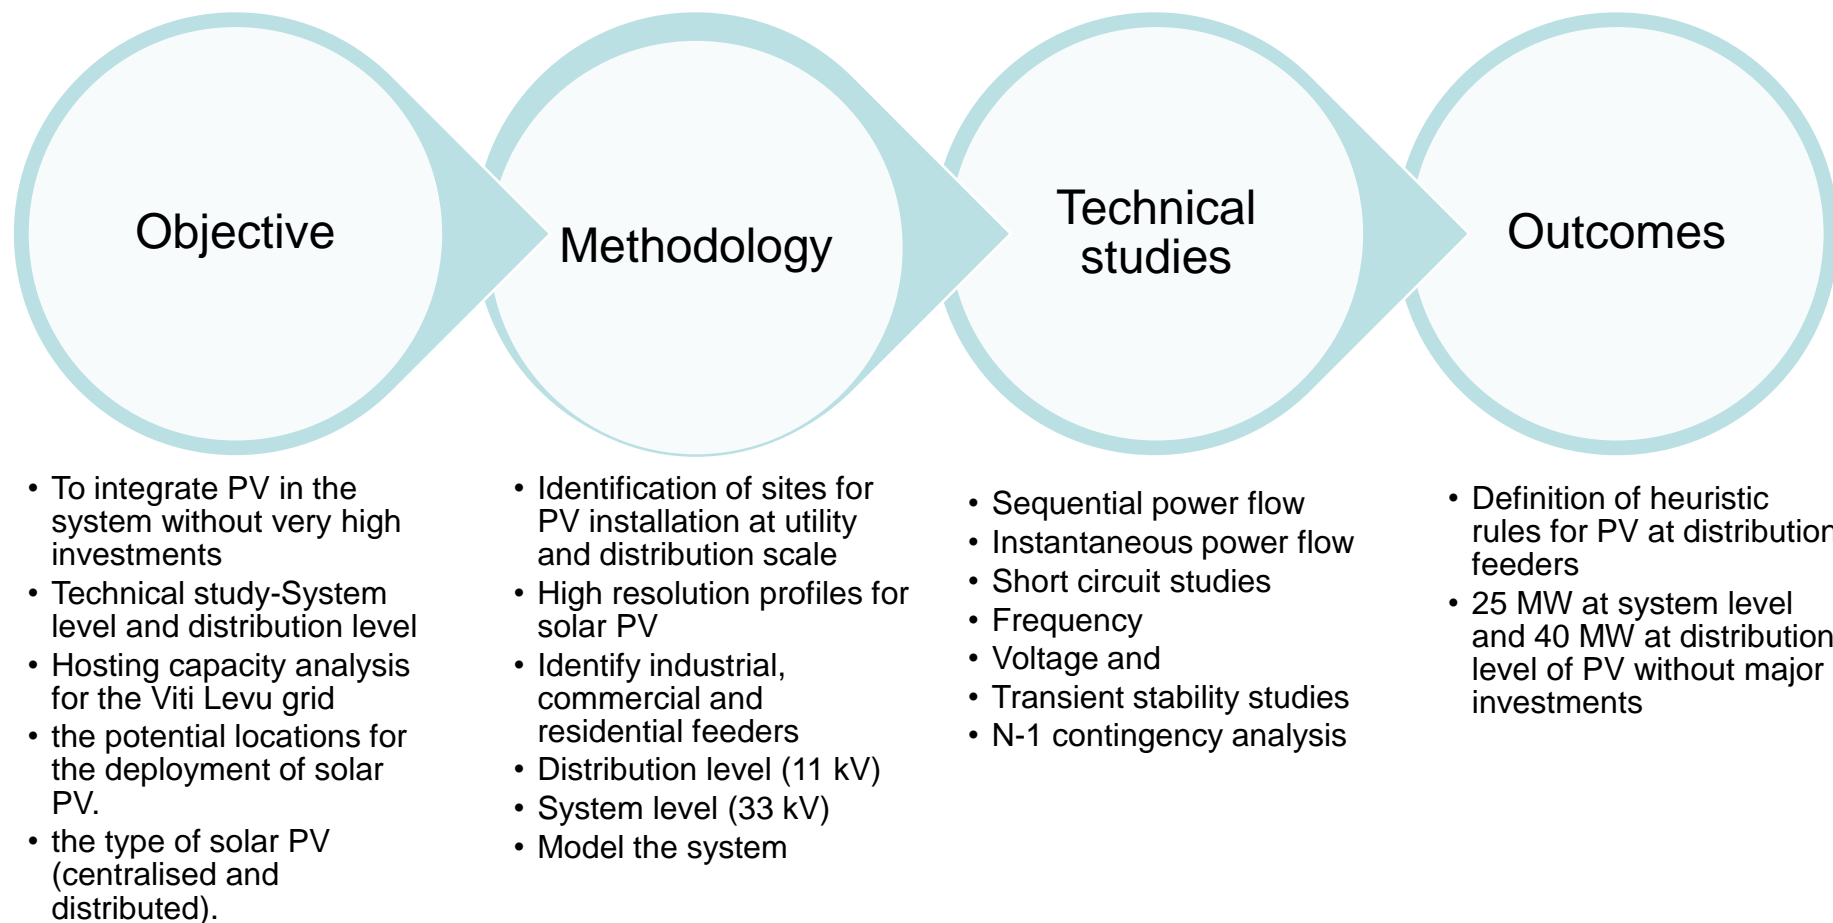 Objective
• To integrate PV in the
system without very high
investments
• Technical study-System
level and distribution level
• Hosting capacity analysis
for the Viti Levu grid
• the potential locations for
the deployment of solar
PV.
• the type of solar PV
(centralised and
distributed).
Methodology
• Identification of sites for
PV installation at utility
and distribution scale
• High resolution profiles for
solar PV
• Identify industrial,
commercial and
residential feeders
• Distribution level (11 kV)
• System level (33 kV)
• Model the system
Technical
studies
• Sequential power flow
• Instantaneous power flow
• Short circuit studies
• Frequency
• Voltage and
• Transient stability studies
• N-1 contingency analysis
Outcomes
• Definition of heuristic
rules for PV at distribution
feeders
• 25 MW at system level
and 40 MW at distribution
level of PV without major
investments